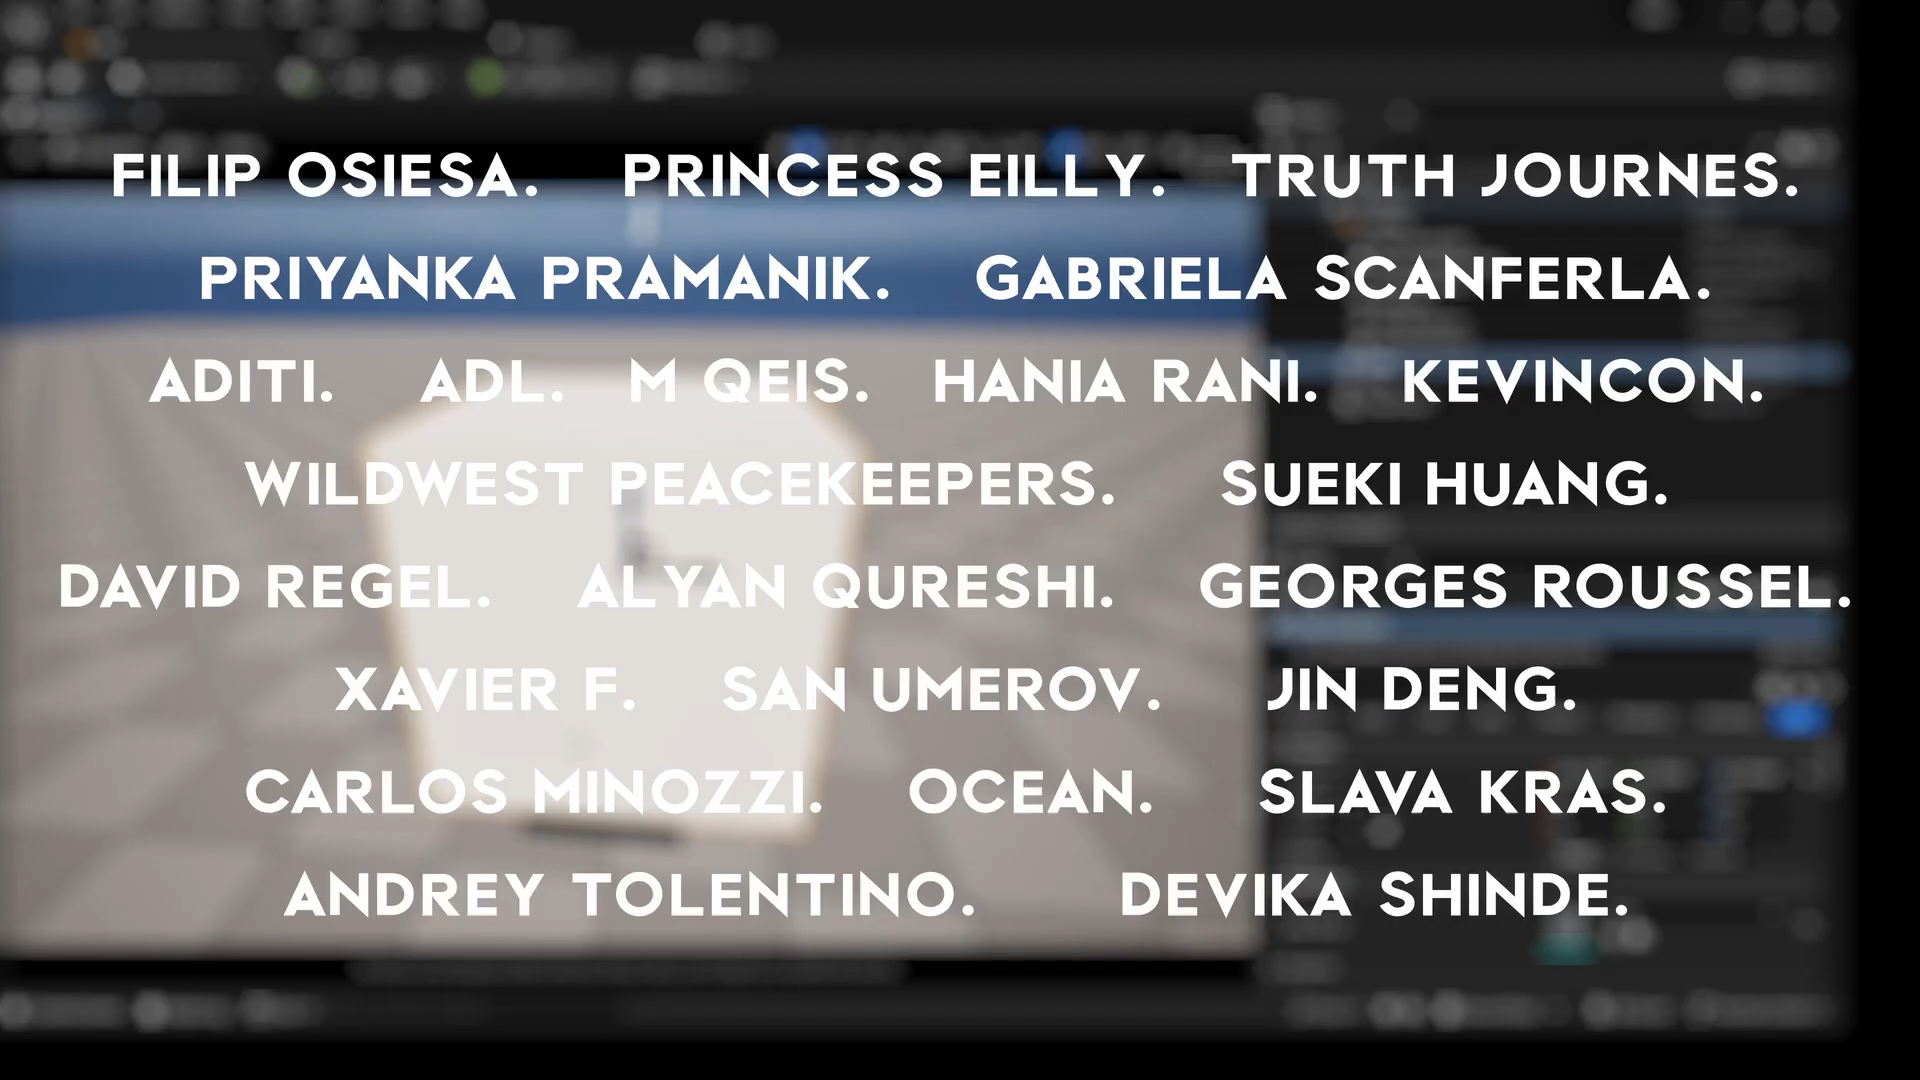 FILIP OSIESA. PRINCESS EILLY. TRUTH JOURNES.
PRIYANKA PRAMANIK. GABRIELA SCANFERLA.
ADITI. ADL. M QEIS. HANIA RANI. KEVINCON.
WILDWEST PEACEKEEPERS. SUEKI HUANG.
DAVID REGEL. ALYAN QURESHI. GEORGES ROUSSEL.
XAVIER F. SAN UMEROV. JIN DENG.
CARLOS MINOZZI. OCEAN. SLAVA KRAS.
ANDREY TOLENTINO. DEVIKA SHINDE.